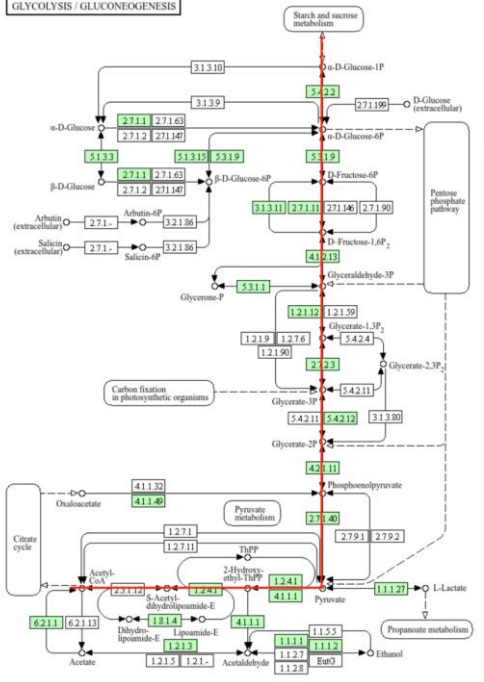 GLYCOLYSIS / GLUCONEOGENESIS
Starch and sucrose
metabolism
3.1.3.10
α-D-Glucose-1P
5.4.2.2
3.1.3.9
2.7.1.199
D-Glucose
(extracellular)
α-D-Glucose
2.7.1.1 2.7.1.63
2.7.1.2 2.7.1.147
α-D-Glucose-6P
5.1.3.3
5.1.3.15 5.3.1.9
5.3.1.9
β-D-Glucose
2.7.1.1 2.7.1.63
2.7.1.2 2.7.1.147
β-D-Glucose-6P
D-Fructose-6P
Pentose
phosphate
pathway
Arbutin
(extracellular)
2.7.1.-
Arbutin-6P
3.2.1.86
3.1.3.11 2.7.1.11 2.7.1.146 2.7.1.90
Salicin
(extracellular)
2.7.1.-
Salicin-6P
3.2.1.86
D-Fructose-1,6P2
4.1.2.13
Glyceraldehyde-3P
Glycerone-P
5.3.1.1
1.2.1.12 1.2.1.59
Glycerate-1,3P2
1.2.1.9 1.2.7.6
1.2.1.90
5.4.2.4
2.7.2.3
Glycerate-2,3P2
Carbon fixation
in photosynthetic organisms
Glycerate-3P
5.4.2.11
5.4.2.11 5.4.2.12
3.1.3.80
Glycerate-2P
4.2.1.11
Phosphoenolpyruvate
4.1.1.32
4.1.1.49
Oxaloacetate
Pyruvate
metabolism
2.7.1.40
Citrate
cycle
1.2.7.1
1.2.7.11
2.7.9.1 2.7.9.2
ThPP
Acetyl-
CoA
2.3.1.12
S-Acetyl-
dihydrolipoamide-E
1.2.4.1
2-Hydroxy-
ethyl-ThPP
1.2.4.1
4.1.1.1
Pyruvate
1.1.1.27
L-Lactate
6.2.1.1 6.2.1.13
Dihydro-
lipoamide-E
1.8.1.4
Lipoamide-E
4.1.1.1
Propanoate metabolism
Acetate
1.2.1.3
1.2.1.5 1.2.1.-
Acetaldehyde
1.1.1.1
1.1.5.5
1.1.1.2
1.1.2.7
EutG
1.1.2.8
Ethanol